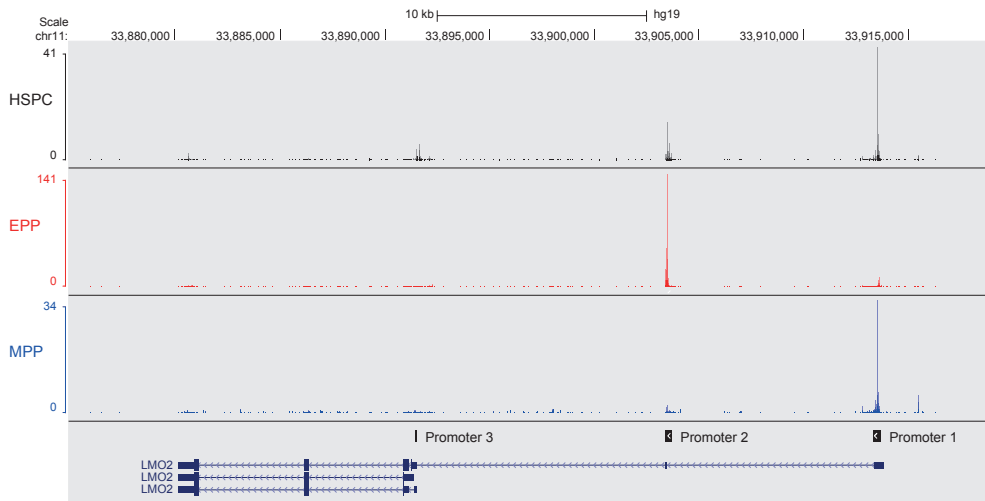 Scale 10 kb hg19
chr11: 33,880,000 33,885,000 33,890,000 33,895,000 33,900,000 33,905,000 33,910,000 33,915,000
41
HSPC
0
141
EPP
0
34
MPP
0
Promoter 3 Promoter 2 Promoter 1
LMO2
LMO2
LMO2